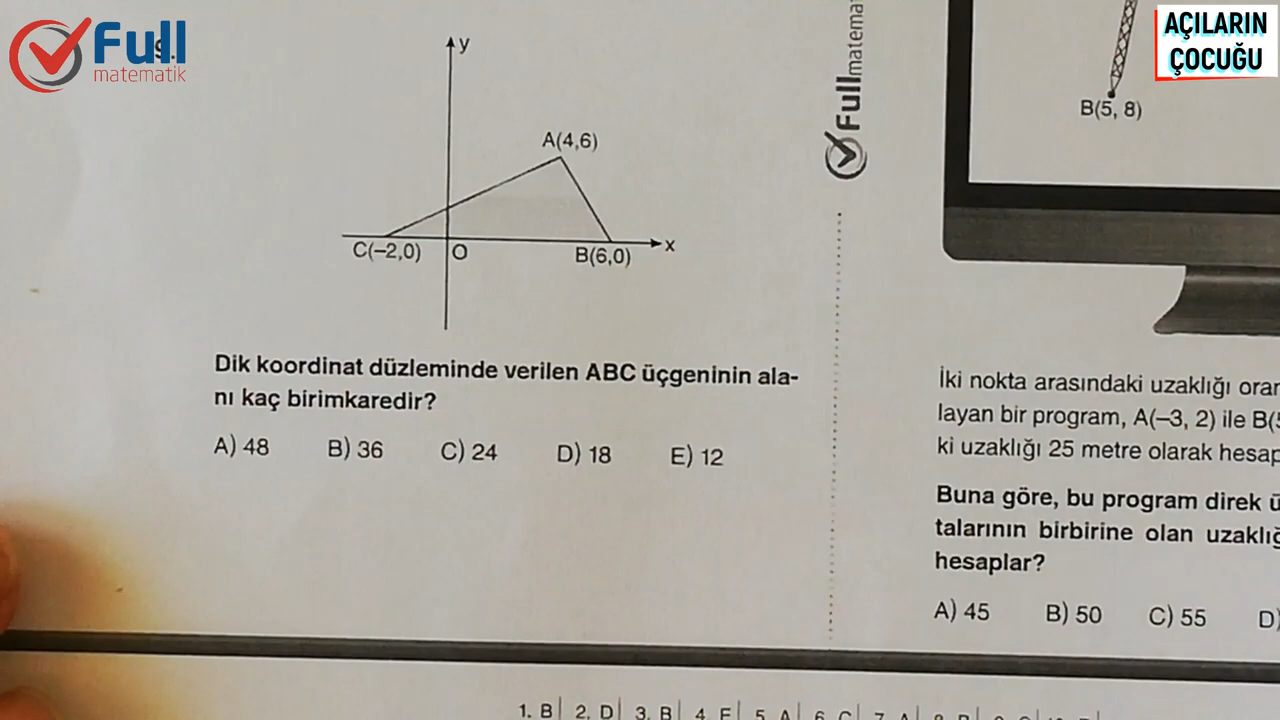 Full
matematik
9.
y
A(4,6)
C(−2,0)
O
B(6,0)
x
Dik koordinat düzleminde verilen ABC üçgeninin ala-
nı kaç birimkaredir?
A) 48 B) 36 C) 24 D) 18 E) 12
Full
AÇILARIN
ÇOCUĞU
B(5, 8)
İki nokta arasındaki uzaklığı
layan bir program, A(−3, 2) ile
ki uzaklığı 25 metre olarak
Buna göre, bu program direk
talarının birbirine olan
hesaplar?
A) 45 B) 50 C) 55 D)
1. B 2. D 3. B